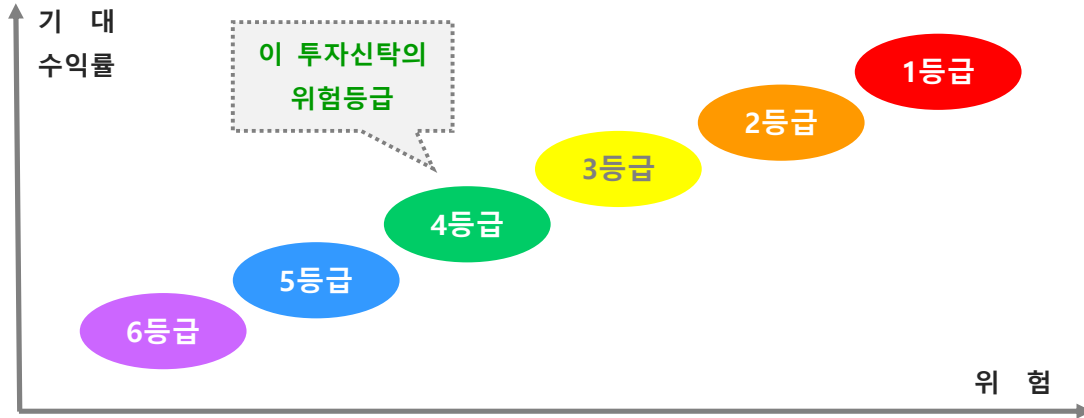 기 대
수익률
이 투자신탁의
위험등급
1등급
2등급
3등급
4등급
5등급
6등급
위 험